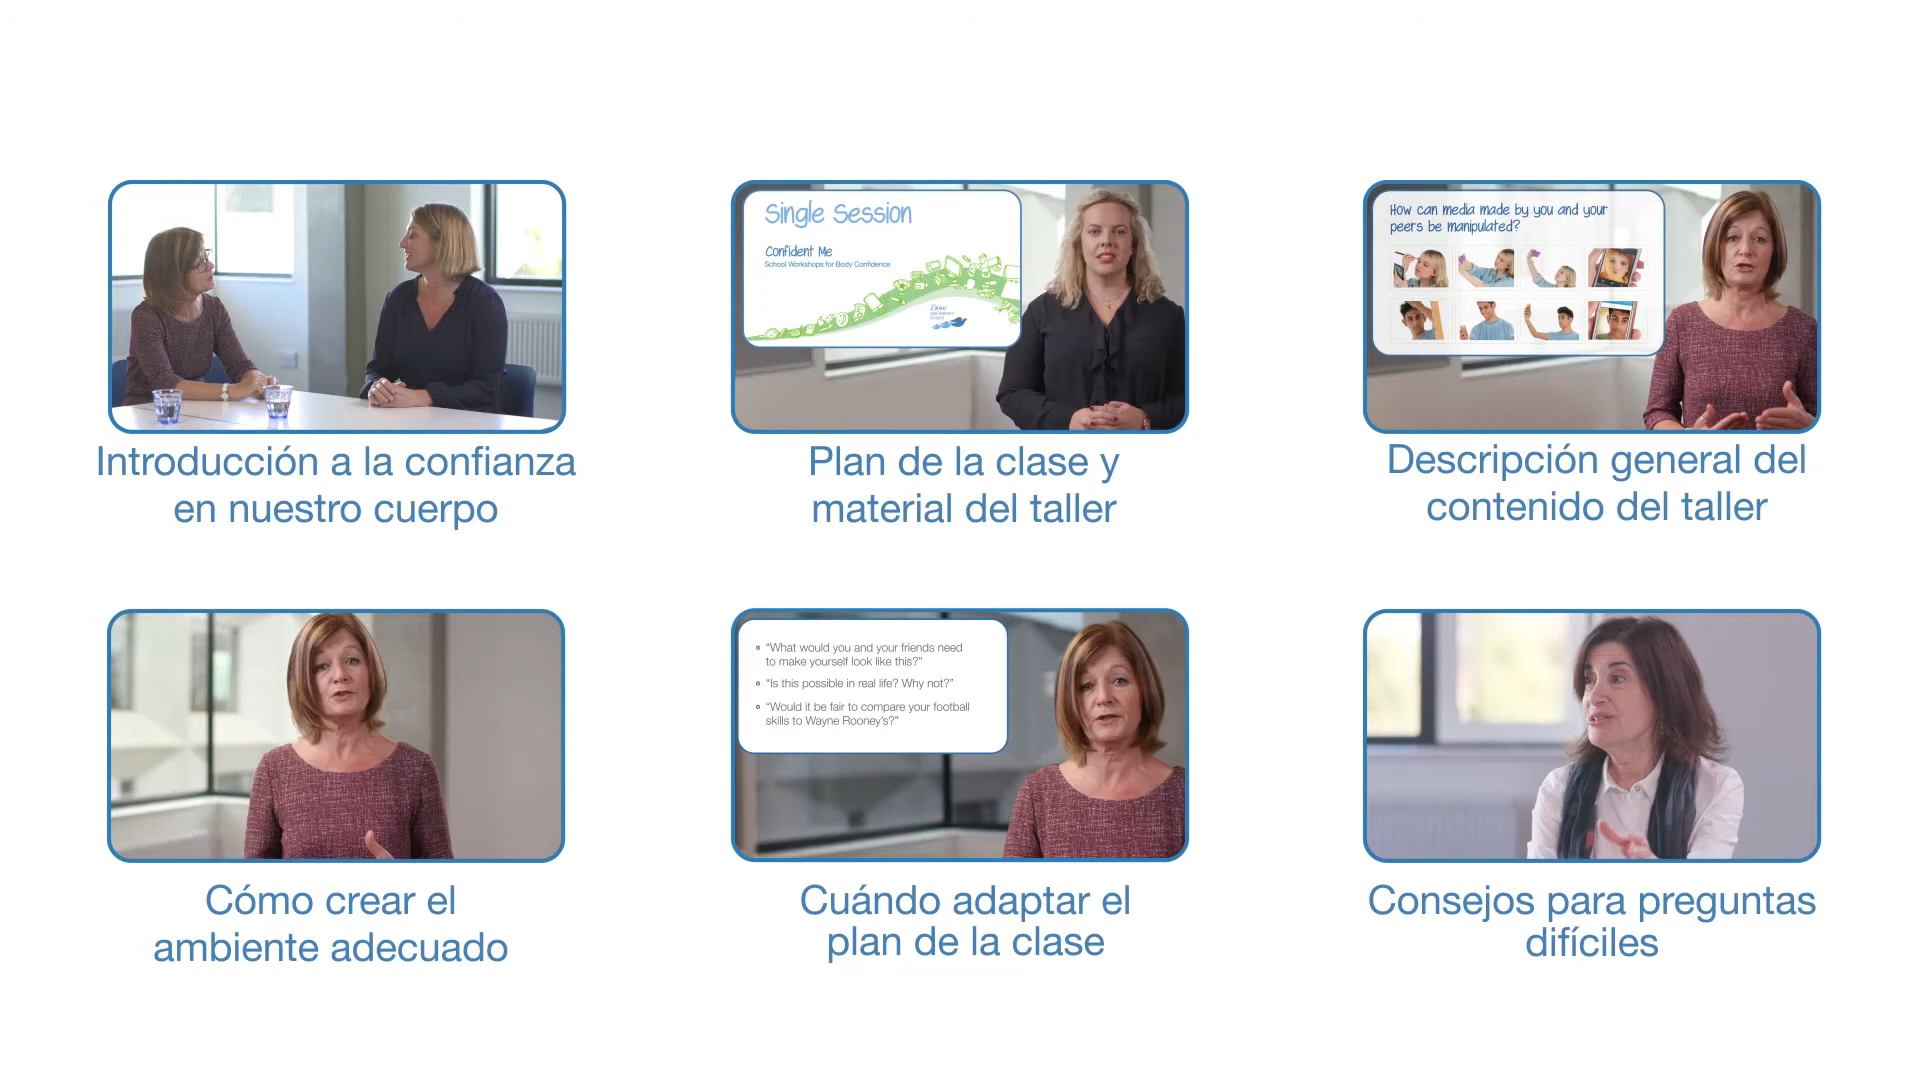 Single Session
Confident Me
School Workshops for Body Confidence
Dove
self-esteem
project
How can media made by you and your
peers be manipulated?
Introducción a la confianza
en nuestro cuerpo
Plan de la clase y
material del taller
Descripción general del
contenido del taller
“What would you and your friends need
to make yourself look like this?”
“Is this possible in real life? Why not?”
“Would it be fair to compare your football
skills to Wayne Rooney’s?”
Cómo crear el
ambiente adecuado
Cuándo adaptar el
plan de la clase
Consejos para preguntas
difíciles